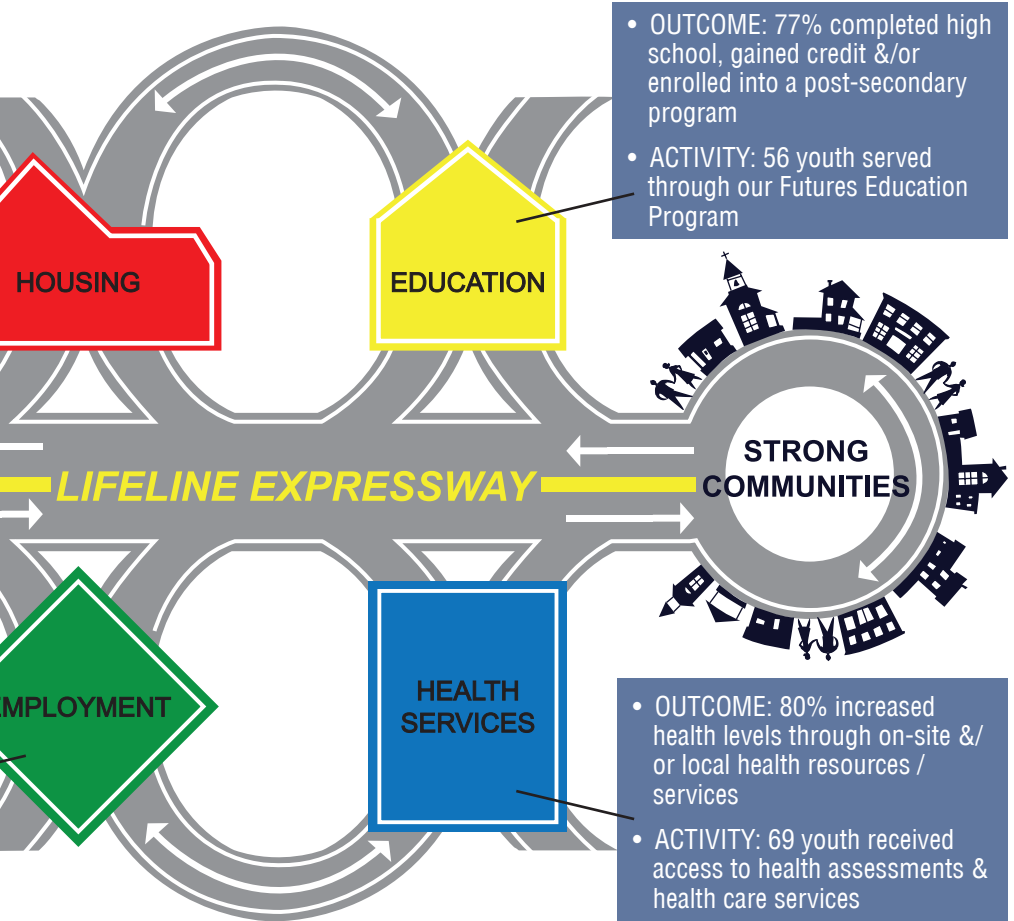 • OUTCOME: 77% completed high
school, gained credit &/or
enrolled into a post-secondary
program
• ACTIVITY: 56 youth served
through our Futures Education
Program
HOUSING
EDUCATION
STRONG
COMMUNITIES
LIFELINE EXPRESSWAY
EMPLOYMENT
HEALTH
SERVICES
• OUTCOME: 80% increased
health levels through on-site &/
or local health resources /
services
• ACTIVITY: 69 youth received
access to health assessments &
health care services